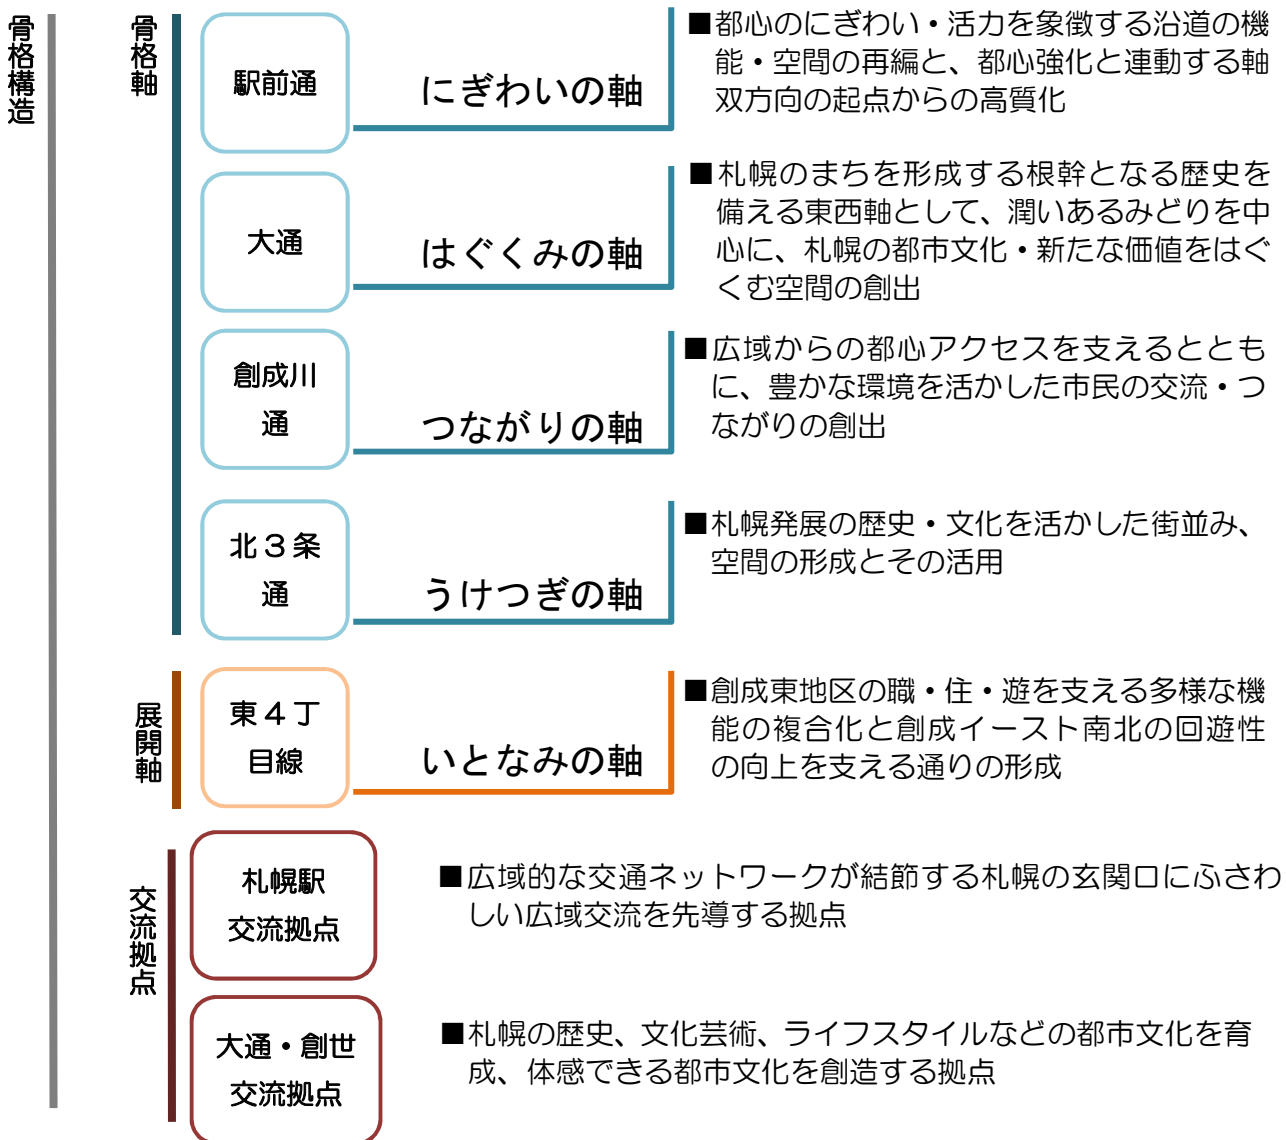 骨格構造
骨格軸
駅前通
にぎわいの軸
■都心のにぎわい・活力を象徴する沿道の機
能・空間の再編と、都心強化と連動する軸
双方向の起点からの高質化
大通
はぐくみの軸
■札幌のまちを形成する根幹となる歴史を
備える東西軸として、潤いあるみどりを中
心に、札幌の都市文化・新たな価値をはぐ
くむ空間の創出
創成川
通
つながりの軸
■広域からの都心アクセスを支えるととも
に、豊かな環境を活かした市民の交流・つ
ながりの創出
北３条
通
うけつぎの軸
■札幌発展の歴史・文化を活かした街並み、
空間の形成とその活用
展開軸
東４丁
目線
いとなみの軸
■創成東地区の職・住・遊を支える多様な機
能の複合化と創成イースト南北の回遊性
の向上を支える通りの形成
交流拠点
札幌駅
交流拠点
■広域的な交通ネットワークが結節する札幌の玄関口にふさわ
しい広域交流を先導する拠点
大通・創世
交流拠点
■札幌の歴史、文化芸術、ライフスタイルなどの都市文化を育
成、体感できる都市文化を創造する拠点